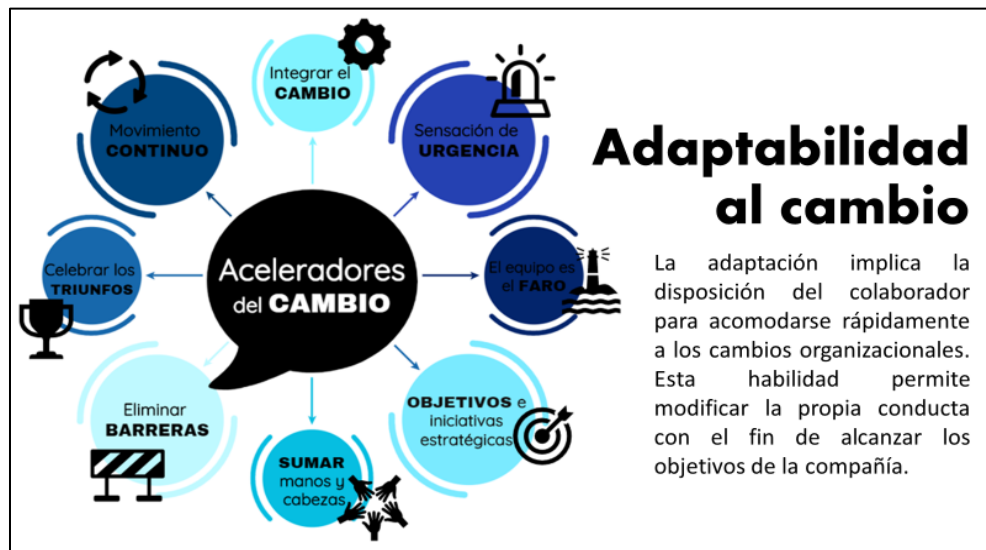 Adaptabilidad
al cambio
La adaptación implica la
disposición del colaborador
para acomodarse rápidamente
a los cambios organizacionales.
Esta habilidad permite
modificar la propia conducta
con el fin de alcanzar los
objetivos de la compañía.
Aceleradores
del CAMBIO
Integrar el
CAMBIO
Sensación de
URGENCIA
El equipo es
el FARO
OBJETIVOS e
iniciativas
estratégicas
SUMAR
manos y
cabezas
Eliminar
BARRERAS
Celebrar los
TRIUNFOS
Movimiento
CONTINUO